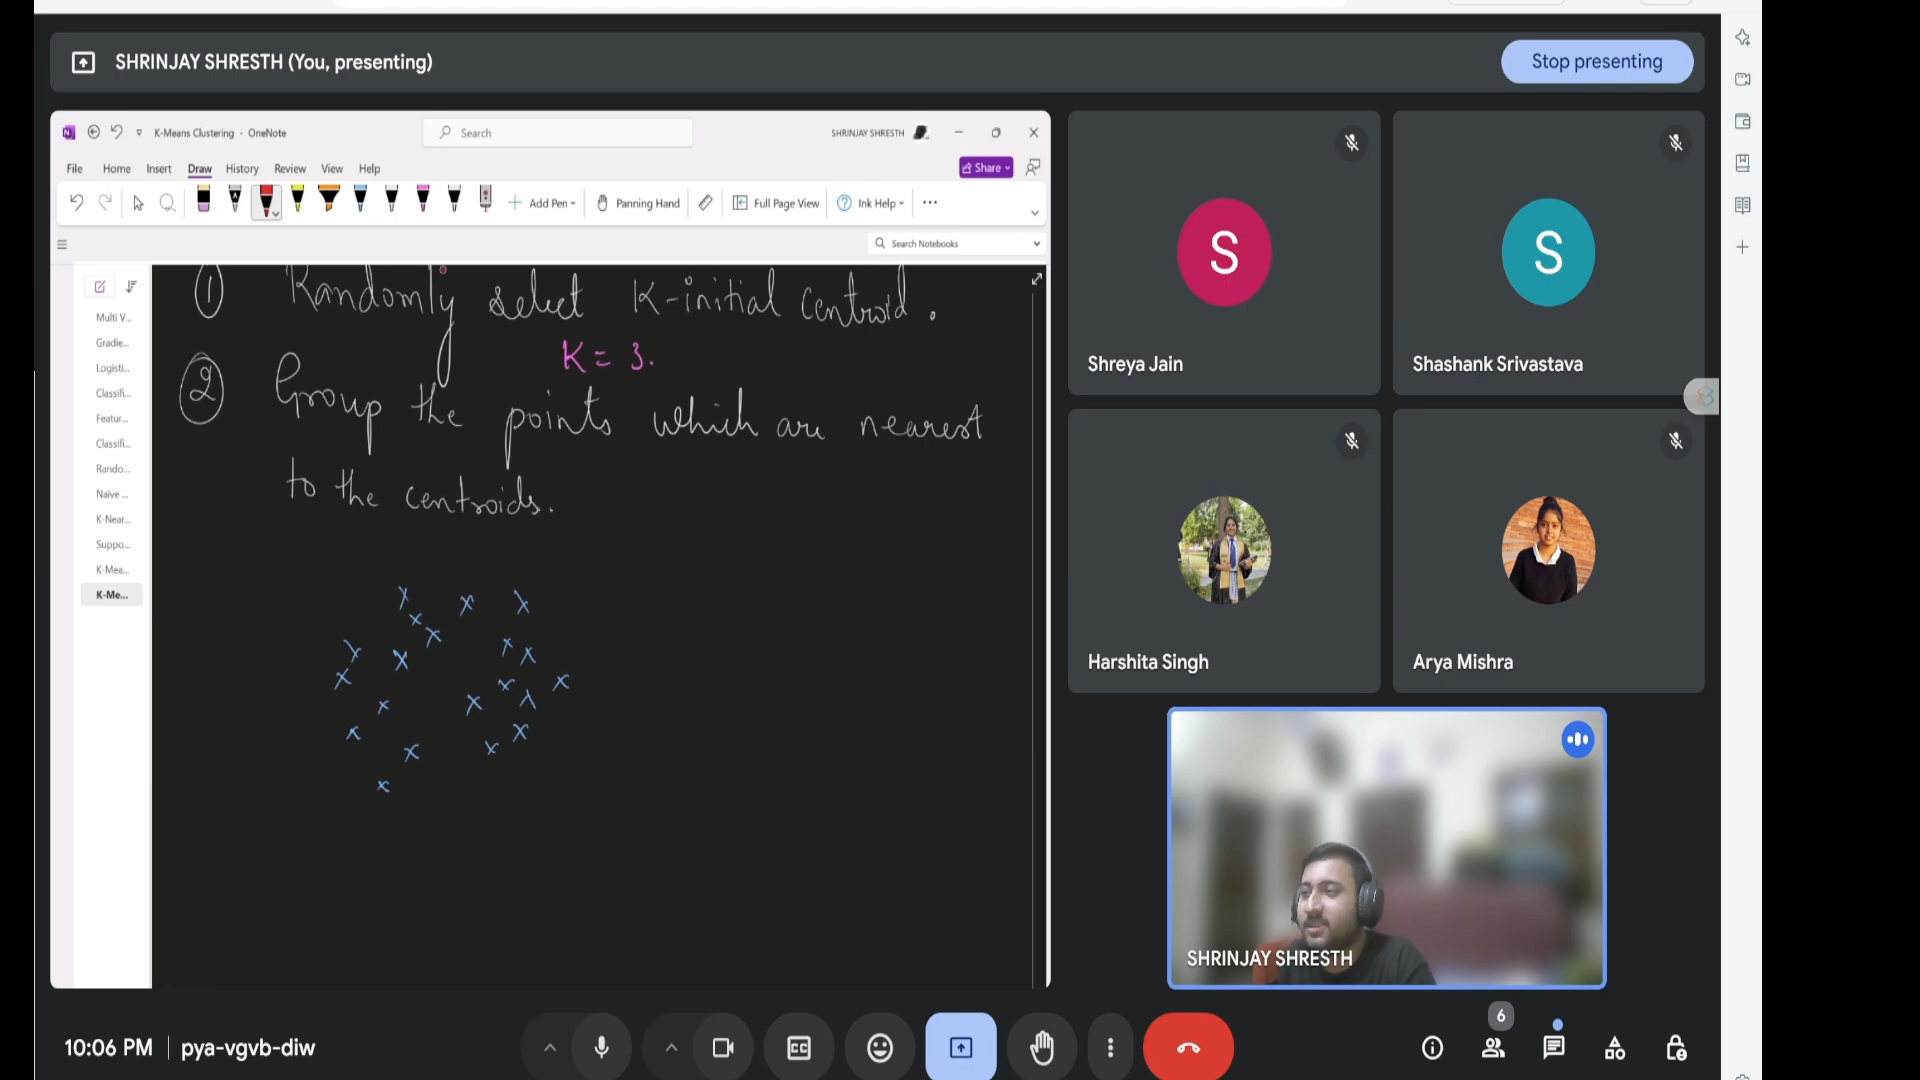 SHRINJAY SHRESTH (You, presenting)
Stop presenting
K-Means Clustering - OneNote
Search
SHRINJAY SHRESTH
File Home Insert Draw History Review View Help
Share
Add Pen
Panning Hand
Full Page View
Ink Help
Search Notebooks
Multi V...
Gradie...
Logisti...
Classifi...
Featur...
Classifi...
Rando...
Naive ...
K-Near...
Suppo...
K-Mea...
K-Me...
① Randomly select K-initial centroid.
K = 3.
② Group the points which are nearest
to the centroids.
S
Shreya Jain
S
Shashank Srivastava
Harshita Singh
Arya Mishra
SHRINJAY SHRESTH
10:06 PM | pya-vgvb-diw
CC
6